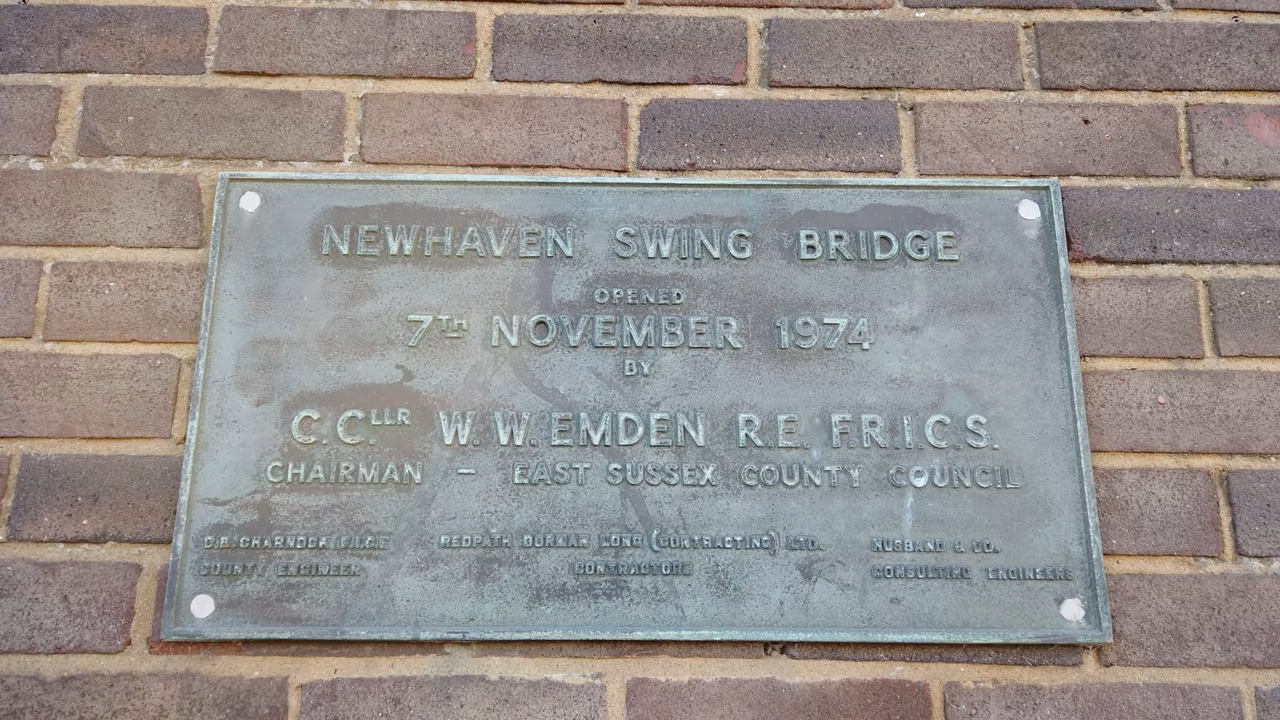 NEWHAVEN SWING BRIDGE
OPENED
7TH NOVEMBER 1974
BY
C.C.LLR W.W.EMDEN R.E. F.R.I.C.S.
CHAIRMAN – EAST SUSSEX COUNTY COUNCIL
D.B. CHARNOCK F.I.C.E. REDPATH DORMAN LONG (CONTRACTING) LTD. HUSBAND & CO.
COUNTY ENGINEER CONTRACTORS CONSULTING ENGINEERS